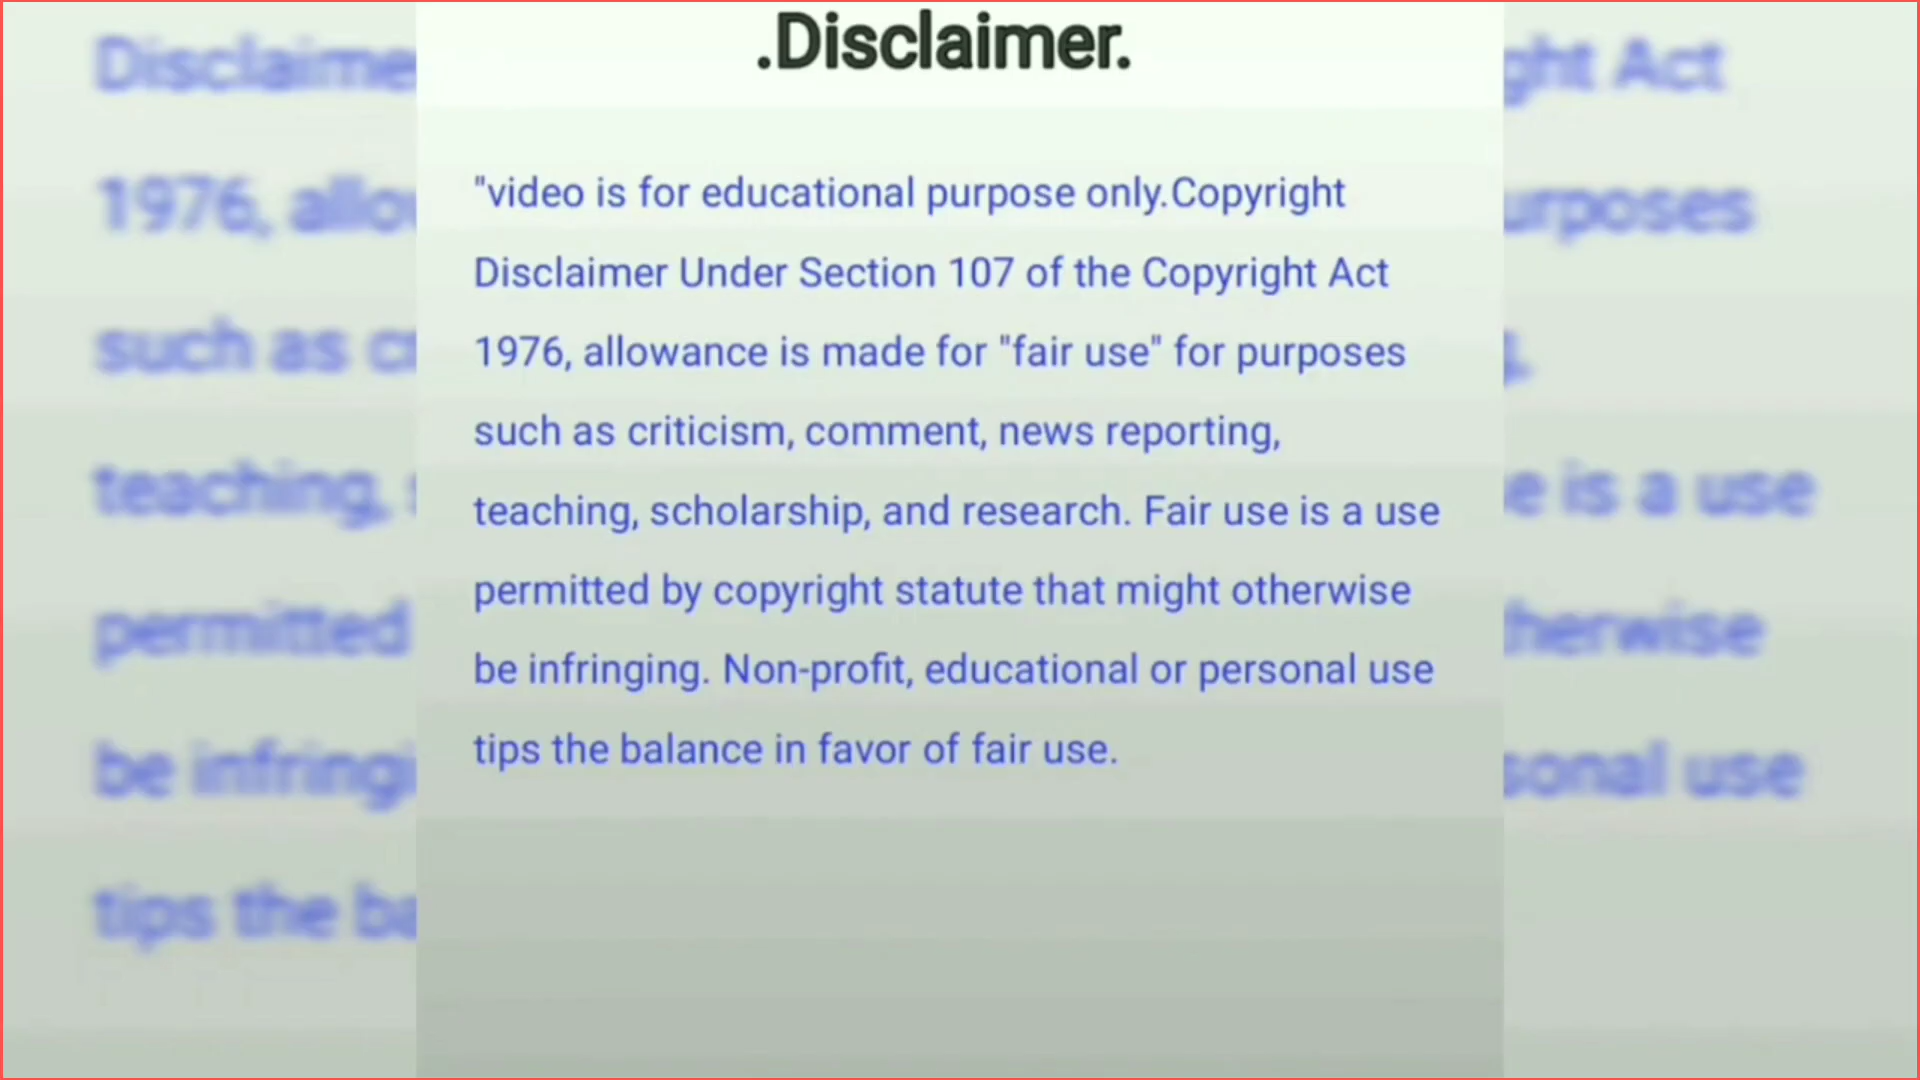 .Disclaimer.
"video is for educational purpose only.Copyright
Disclaimer Under Section 107 of the Copyright Act
1976, allowance is made for "fair use" for purposes
such as criticism, comment, news reporting,
teaching, scholarship, and research. Fair use is a use
permitted by copyright statute that might otherwise
be infringing. Non-profit, educational or personal use
tips the balance in favor of fair use.